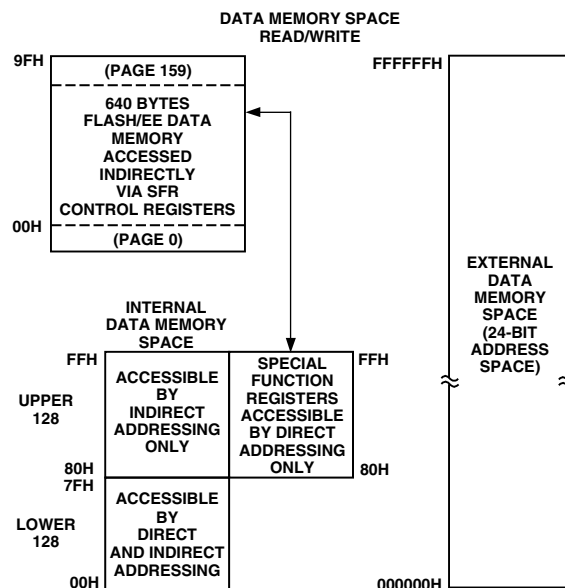 DATA MEMORY SPACE
READ/WRITE
9FH
(PAGE 159)
640 BYTES
FLASH/EE DATA
MEMORY
ACCESSED
INDIRECTLY
VIA SFR
CONTROL REGISTERS
00H
(PAGE 0)
INTERNAL
DATA MEMORY
SPACE
FFH
UPPER
128
80H
ACCESSIBLE
BY
INDIRECT
ADDRESSING
ONLY
SPECIAL
FUNCTION
REGISTERS
ACCESSIBLE
BY DIRECT
ADDRESSING
ONLY
FFH
80H
7FH
LOWER
128
00H
ACCESSIBLE
BY
DIRECT
AND INDIRECT
ADDRESSING
FFFFFFH
EXTERNAL
DATA
MEMORY
SPACE
(24-BIT
ADDRESS
SPACE)
000000H